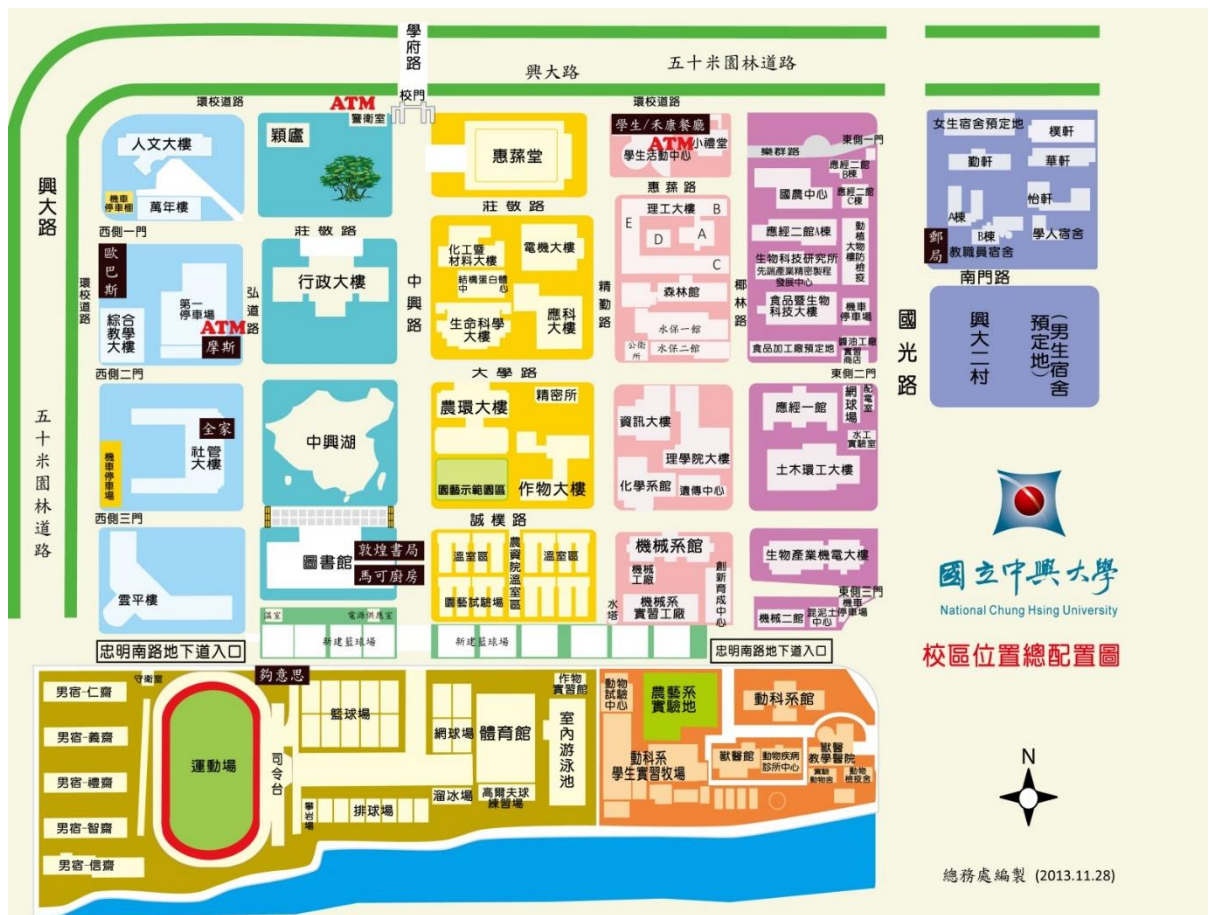 學府路
興大路
五十米園林道路
校門
環校道路
ATM
警衛室
環校道路
人文大樓
機車
停車棚
萬年樓
穎廬
惠蓀堂
學生/禾康餐廳
ATM
小禮堂
學生活動中心
樂群路
東側一門
應經二館
B棟
國農中心
應經二館
C棟
女生宿舍預定地
樸軒
勤軒
華軒
怡軒
A棟
B棟
學人宿舍
郵局
教職員宿舍
南門路
興大路
西側一門
莊敬路
莊敬路
惠蓀路
歐巴斯
環校道路
綜合
教學
大樓
第一
停車場
ATM
摩斯
弘道路
行政大樓
中興路
化工暨
材料大樓
電機大樓
結構蛋白體
中心
生命科學
大樓
應科大樓
精勤路
理工大樓
A
B
C
D
E
森林館
水保一館
公衛所
水保二館
椰林路
應經二館A棟
動植物防檢疫大樓
生物科技研究所
先端產業精密製程
發展中心
食品暨生物
科技大樓
機車
停車場
食品加工廠預定地
醬油工廠
實習
商店
國光路
興大二村
(男生宿舍預定地)
西側二門
大學路
東側二門
五十米園林道路
全家
社管
大樓
機車停車場
中興湖
農環大樓
精密所
園藝示範園區
作物大樓
資訊大樓
理學院大樓
化學系館
遺傳中心
應經一館
網球場
配電室
水工
實驗室
土木環工大樓
西側三門
誠樸路
雲平樓
圖書館
敦煌書局
馬可廚房
溫室區
農資院溫室區
溫室區
園藝試驗場
機械系館
機械
工廠
機械系
實習工廠
創新育成中心
水塔
生物產業機電大樓
東側三門
機車
停車場
機械二館
混泥土
中心
國立中興大學
National Chung Hsing University
校區位置總配置圖
溫室
電源供應室
新建籃球場
新建籃球場
忠明南路地下道入口
忠明南路地下道入口
男宿-仁齋
男宿-義齋
男宿-禮齋
男宿-智齋
男宿-信齋
守衛室
夠意思
運動場
司令台
籃球場
攀岩場
排球場
網球場
溜冰場
體育館
高爾夫球
練習場
作物
實習館
室內游泳池
動物
試驗
中心
農藝系
實驗地
動科系
學生實習牧場
動科系館
獸醫館
動物疾病
診所中心
獸醫
教學醫院
實驗
動物舍
動物
檢疫舍
N
總務處編製 (2013.11.28)